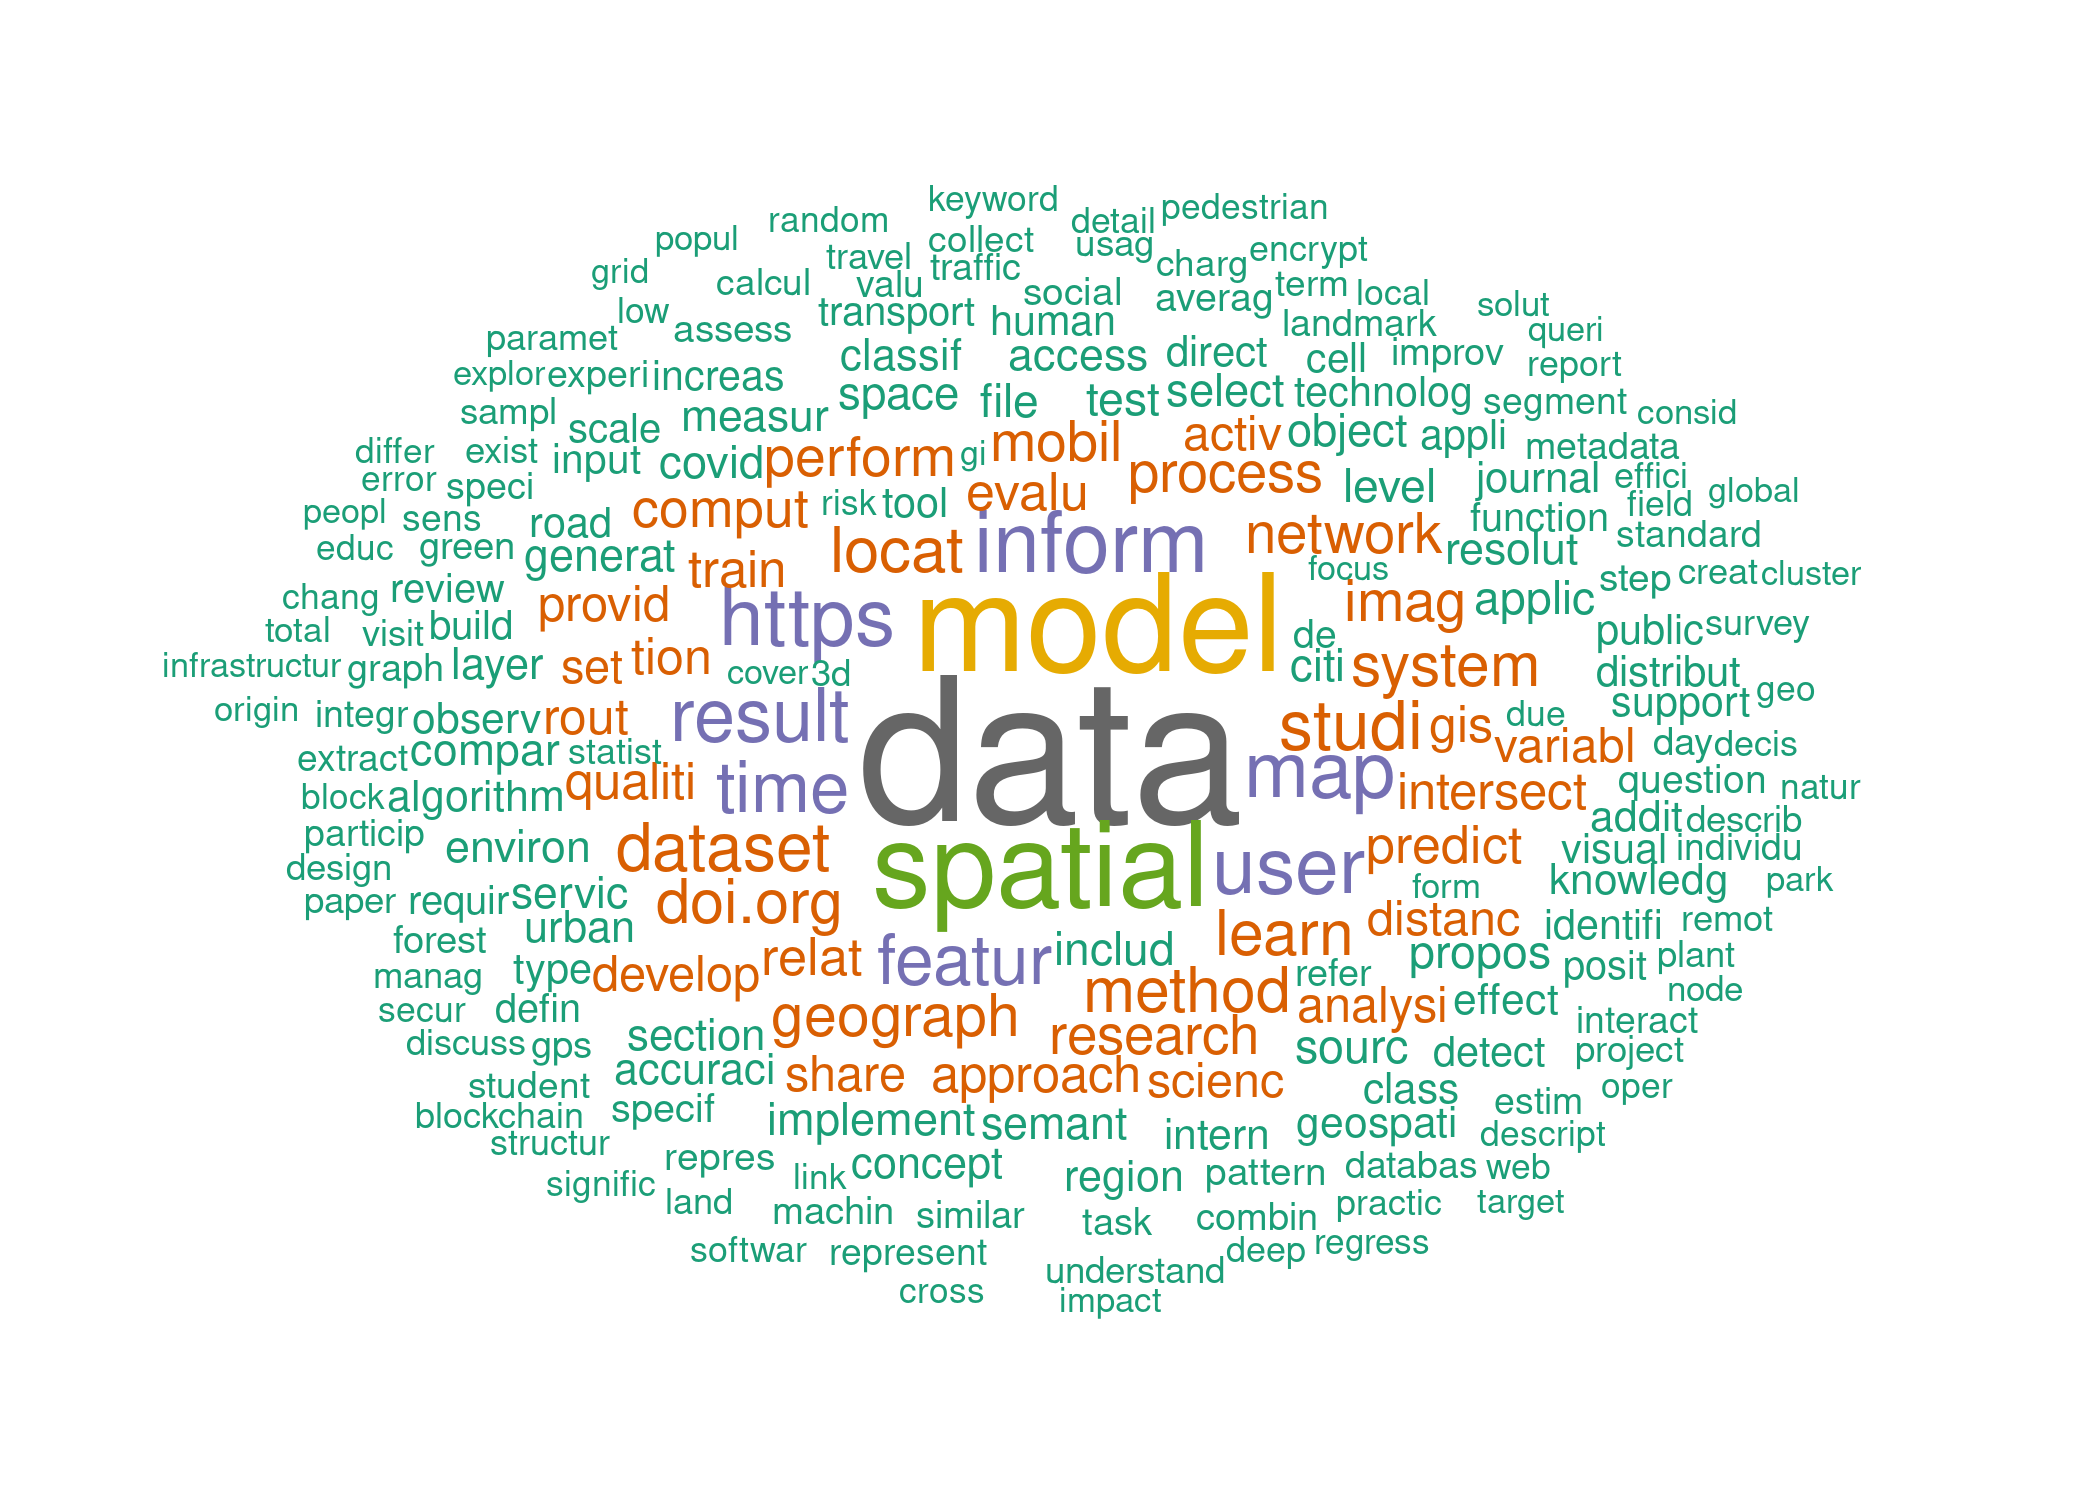 keyword
random detail pedestrian
popul collect usag encrypt
grid travel traffic charg
calcul valu social averag term local solut
low transport human landmark queri
paramet assess classif access direct cell improv report
explor experi increas space file test select technolog segment consid
sampl scale measur mobil activ object appli metadata
differ exist input covid perform gi process level journal effici
error speci comput risk tool evalu network function field global
peopl sens road locat inform resolut standard
educ green generat train focus step creat cluster
chang review provid https model imag applic public survey
total visit build tion de
infrastructur graph layer set cover 3d citi system distribut
origin integr observ rout result data studi gis due support geo
extract compar statist variabl day decis
block algorithm qualiti time map intersect question natur
particip environ dataset spatial user predict addit describ
design visual individu
paper requir servic doi.org form knowledg park
forest urban learn distanc identifi remot
manag type develop relat featur includ refer propos posit plant
secur defin geograph method analysi effect node
discuss gps section research interact
student accuraci share approach scienc sourc detect project
blockchain specif implement semant class estim oper
structur intern geospati descript
signific repres link concept region pattern databas web
land machin similar task combin practic target
softwar represent deep regress
cross understand
impact